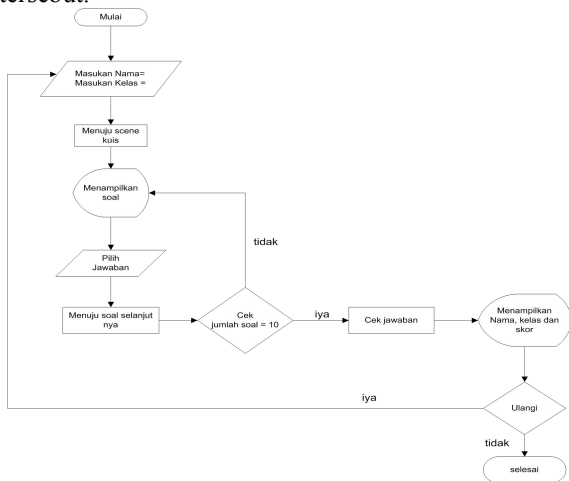 tersebut.
Mulai
Masukan Nama=
Masukan Kelas =
Menuju scene
kuis
Menampilkan
soal
Pilih
Jawaban
Menuju soal selanjut
nya
Cek
jumlah soal = 10
tidak
iya
Cek jawaban
Menampilkan
Nama, kelas dan
skor
Ulangi
iya
tidak
selesai